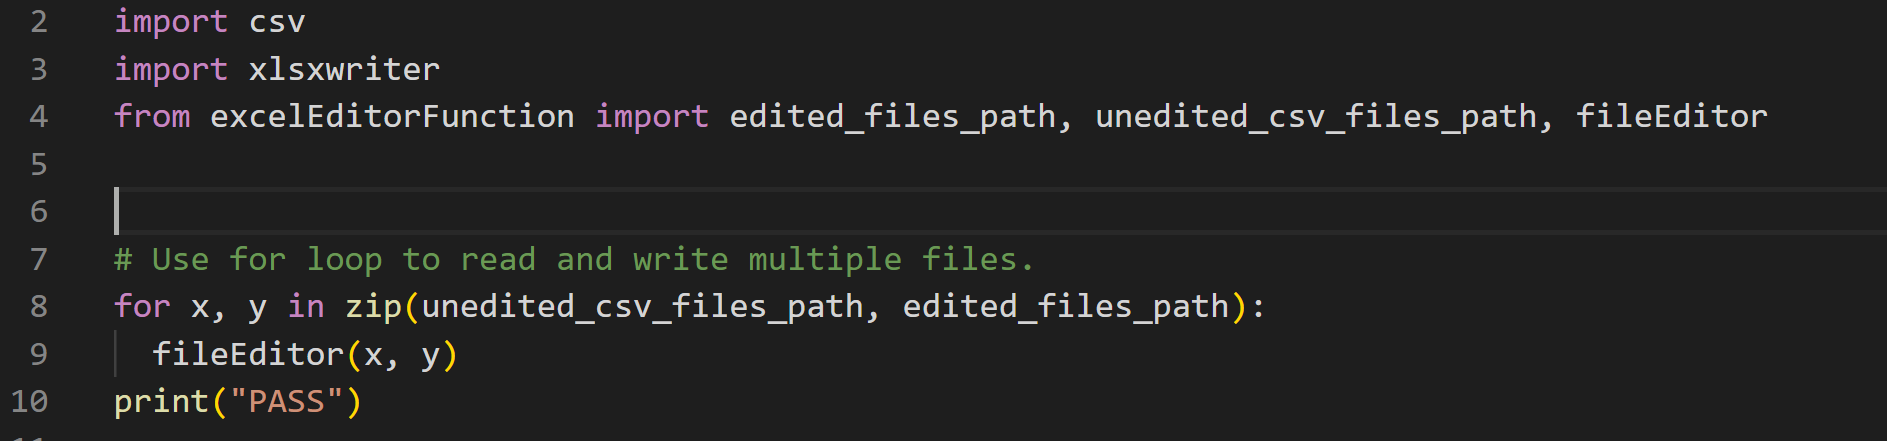 2 import csv
3 import xlsxwriter
4 from excelEditorFunction import edited_files_path, unedited_csv_files_path, fileEditor
5
6
7 # Use for loop to read and write multiple files.
8 for x, y in zip(unedited_csv_files_path, edited_files_path):
9 fileEditor(x, y)
10 print("PASS")